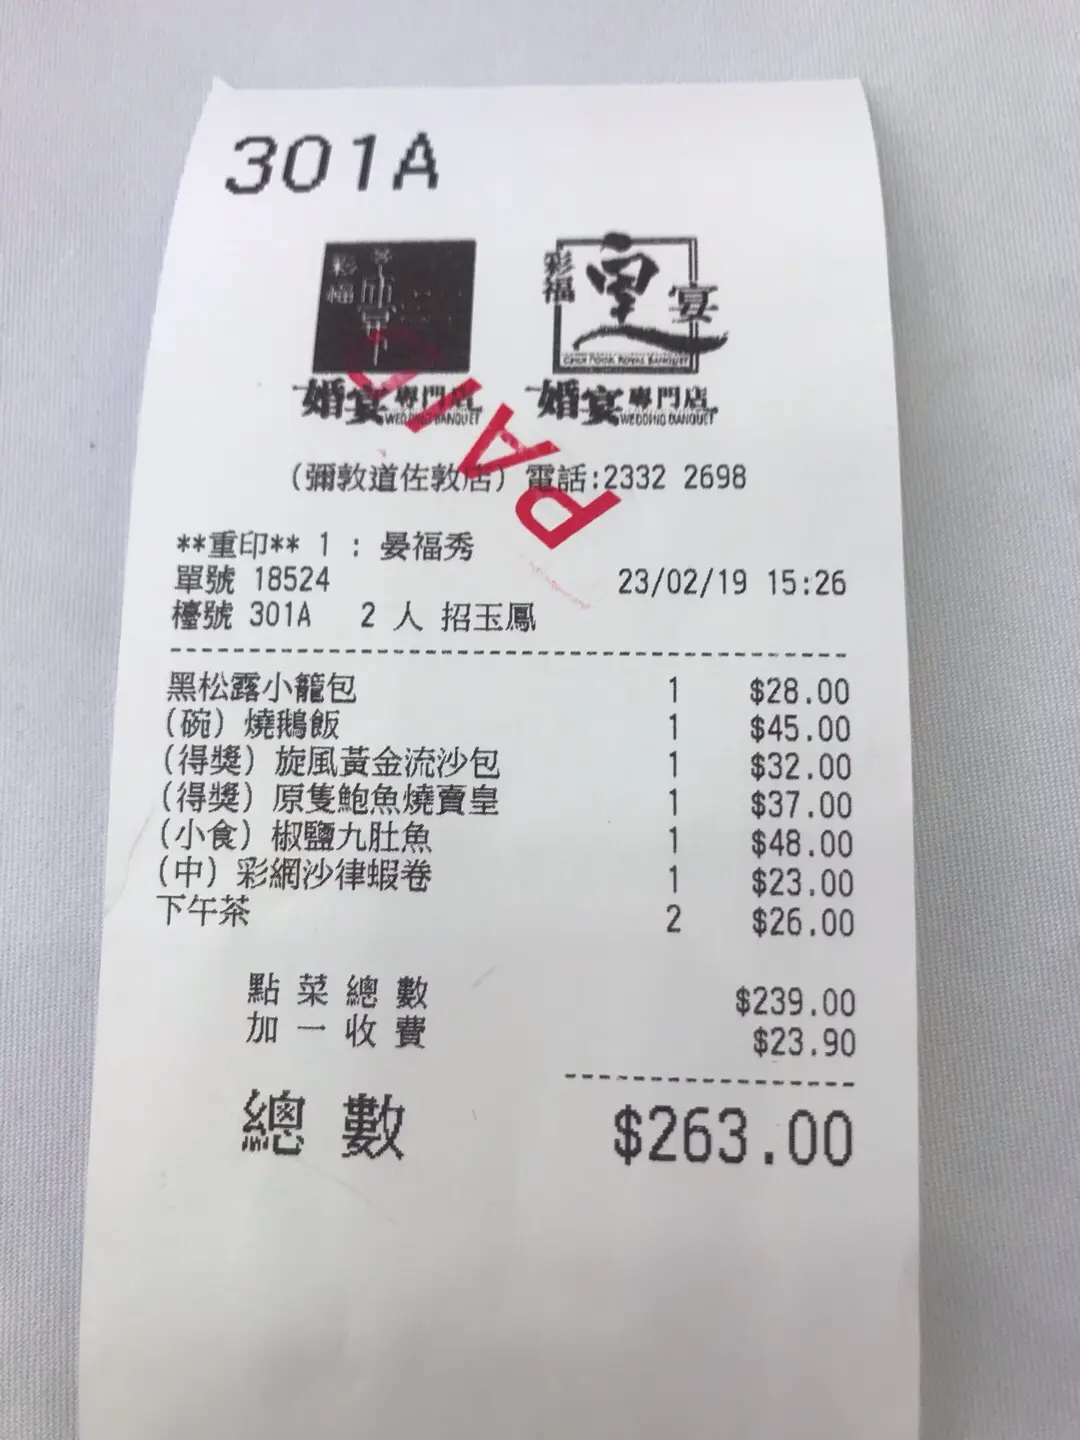 301A
彩福
彩福 皇宴
CHOI FOOK ROYAL BANQUET
婚宴專門店 婚宴專門店
WEDDING BANQUET WEDDING BANQUET
PAID
(彌敦道佐敦店) 電話:2332 2698
**重印** 1 : 晏福秀
單號 18524 23/02/19 15:26
檯號 301A 2 人 招玉鳳
黑松露小籠包 1 $28.00
(碗) 燒鵝飯 1 $45.00
(得獎) 旋風黃金流沙包 1 $32.00
(得獎) 原隻鮑魚燒賣皇 1 $37.00
(小食) 椒鹽九肚魚 1 $48.00
(中) 彩網沙律蝦卷 1 $23.00
下午茶 2 $26.00
點菜總數 $239.00
加一收費 $23.90
總數 $263.00